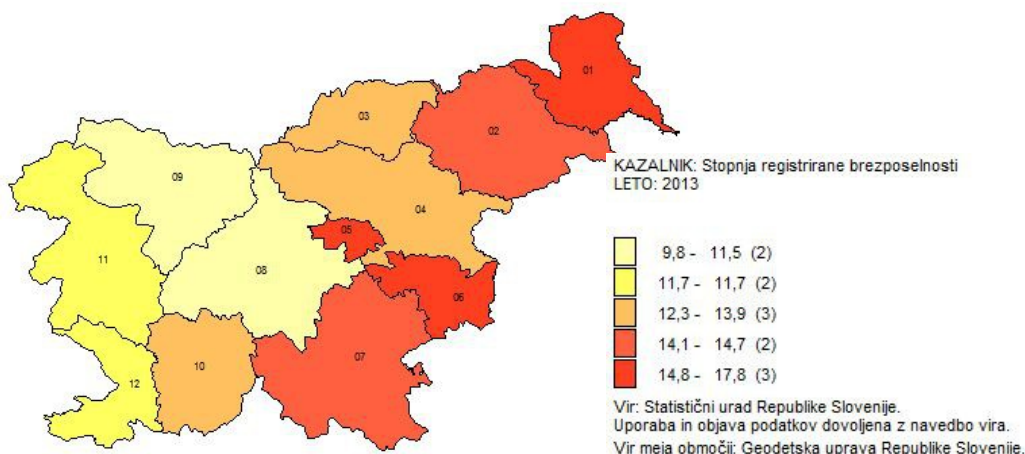 01
03
02
KAZALNIK: Stopnja registrirane brezposelnosti
LETO: 2013
09
04
05
11
08
06
07
10
12
9,8 - 11,5 (2)
11,7 - 11,7 (2)
12,3 - 13,9 (3)
14,1 - 14,7 (2)
14,8 - 17,8 (3)
Vir: Statistični urad Republike Slovenije.
Uporaba in objava podatkov dovoljena z navedbo vira.
Vir meja območij: Geodetska uprava Republike Slovenije.